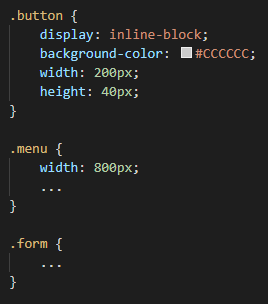 .button {
    display: inline-block;
    background-color: #CCCCCC;
    width: 200px;
    height: 40px;
}

.menu {
    width: 800px;
    ...
}

.form {
    ...
}